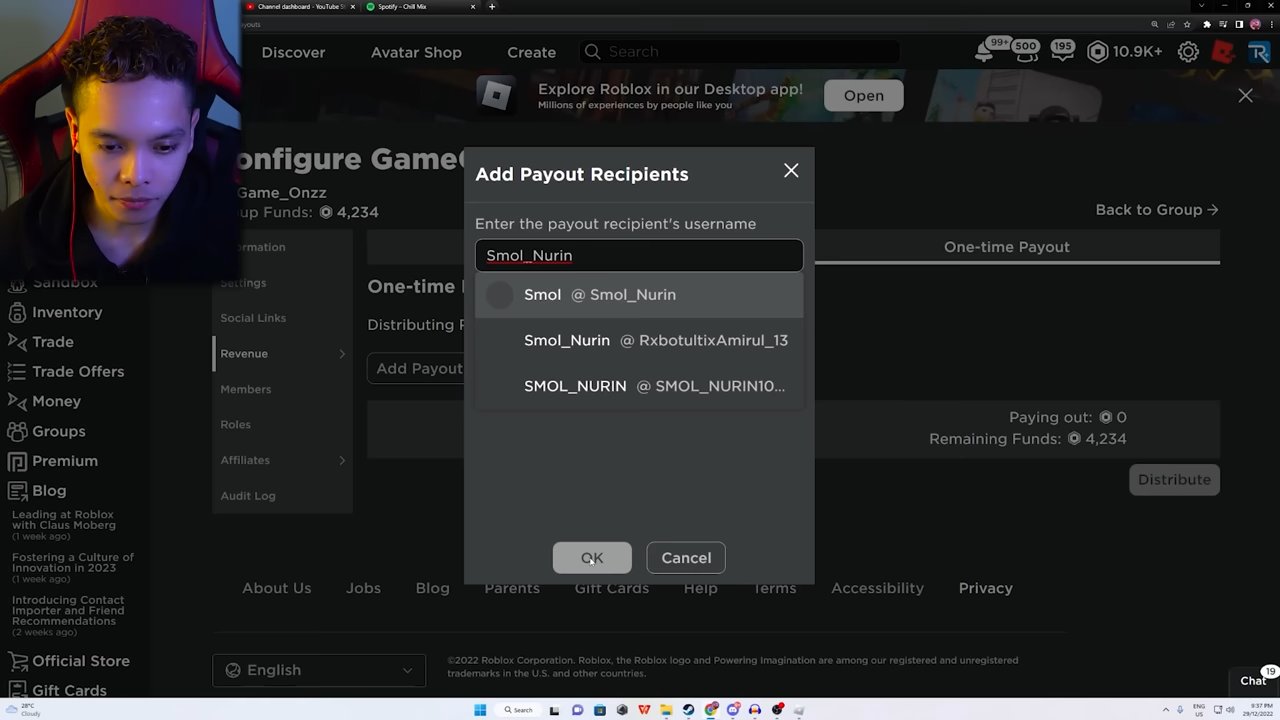 Channel dashboard - YouTube St
Spotify – Chill Mix
youts
Discover
Avatar Shop
Create
Search
99+
500
195
10.9K+
Explore Roblox in our Desktop app!
Millions of experiences by people like you
Open
onfigure Game
Game_Onzz
up Funds: 4,234
Back to Group
Add Payout Recipients
Enter the payout recipient's username
Smol_Nurin
Smol @ Smol_Nurin
Smol_Nurin @ RxbotultixAmirul_13
SMOL_NURIN @ SMOL_NURIN10...
OK
Cancel
One-time Payout
One-time
Distributing
Add Payout
Paying out: 0
Remaining Funds: 4,234
Distribute
ormation
Settings
Social Links
Revenue
Members
Roles
Affiliates
Audit Log
Sandbox
Inventory
Trade
Trade Offers
Money
Groups
Premium
Blog
Leading at Roblox
with Claus Moberg
(1 week ago)
Fostering a Culture of
Innovation in 2023
(1 week ago)
Introducing Contact
Importer and Friend
Recommendations
(2 weeks ago)
Official Store
Gift Cards
About Us
Jobs
Blog
Parents
Gift Cards
Help
Terms
Accessibility
Privacy
English
©2022 Roblox Corporation. Roblox, the Roblox logo and Powering Imagination are among our registered and unregistered
trademarks in the U.S. and other countries.
Chat
19
28°C
Cloudy
Search
ENG
US
9:37 PM
29/12/2022